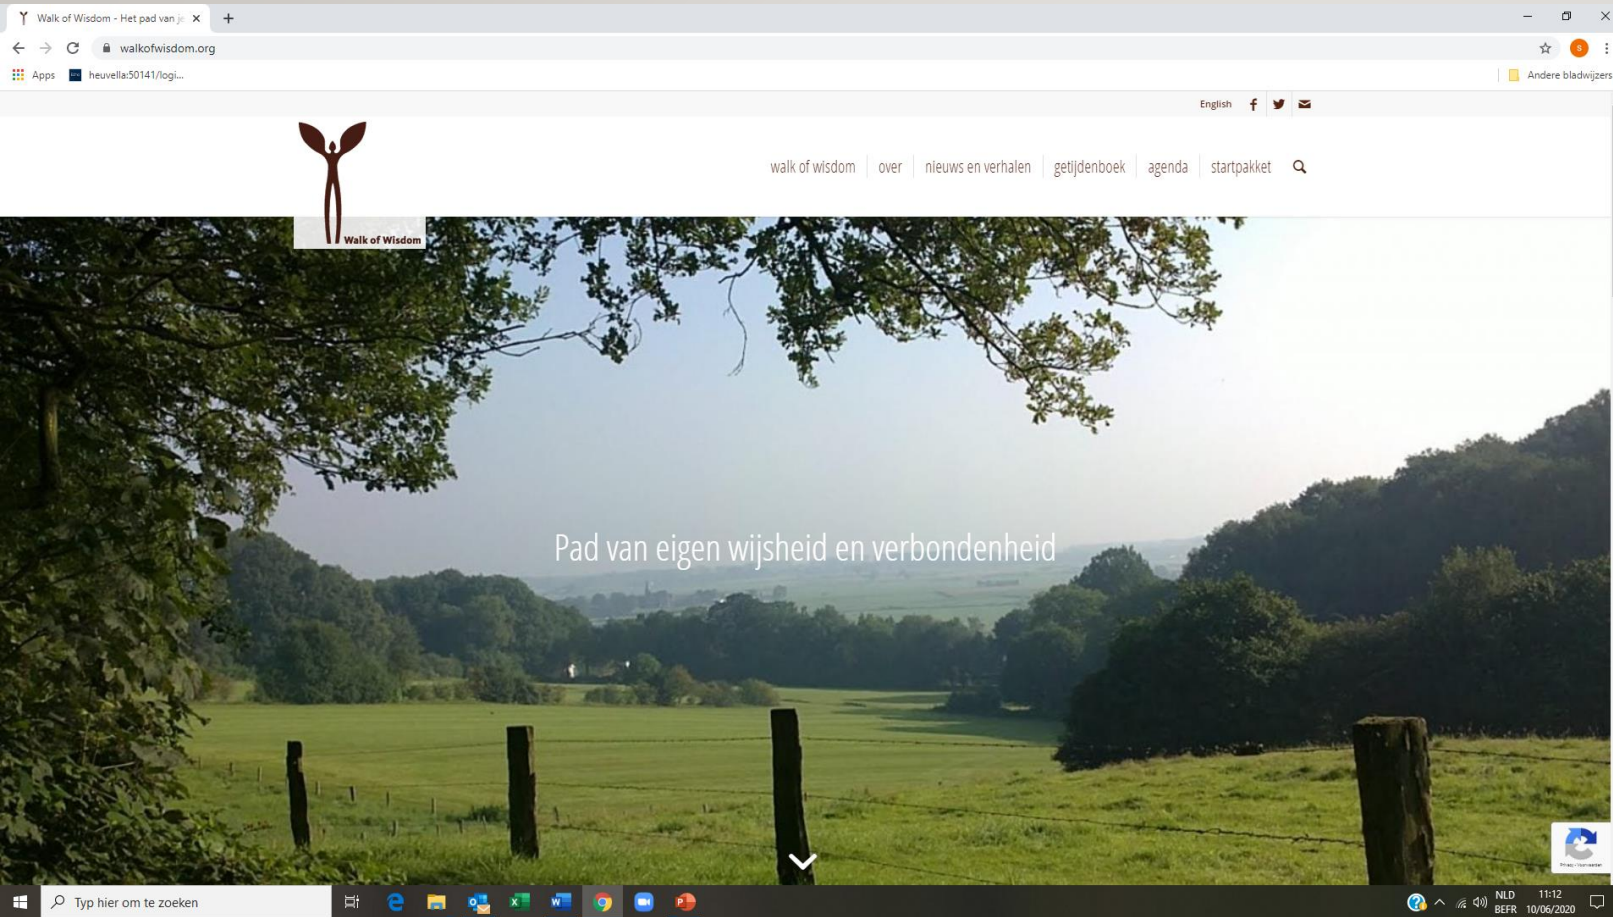 Walk of Wisdom - Het pad van je
walkofwisdom.org
Apps
heuvella:50141/logi...
Andere bladwijzers
English
walk of wisdom
over
nieuws en verhalen
getijdenboek
agenda
startpakket
Walk of Wisdom
Pad van eigen wijsheid en verbondenheid
Privacy - Voorwaarden
Typ hier om te zoeken
NLD
BEFR
11:12
10/06/2020